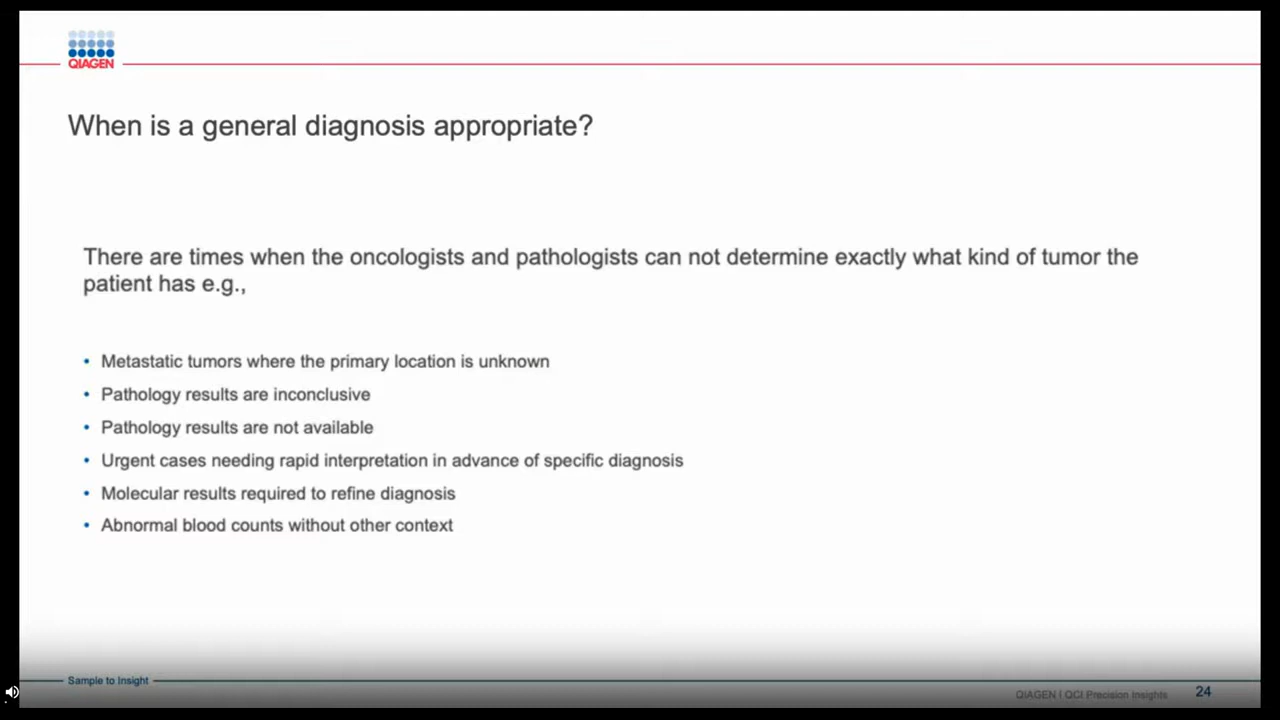 QIAGEN
When is a general diagnosis appropriate?
There are times when the oncologists and pathologists can not determine exactly what kind of tumor the
patient has e.g.,
• Metastatic tumors where the primary location is unknown
• Pathology results are inconclusive
• Pathology results are not available
• Urgent cases needing rapid interpretation in advance of specific diagnosis
• Molecular results required to refine diagnosis
• Abnormal blood counts without other context
Sample to Insight
QIAGEN | QCI Precision Insights 24